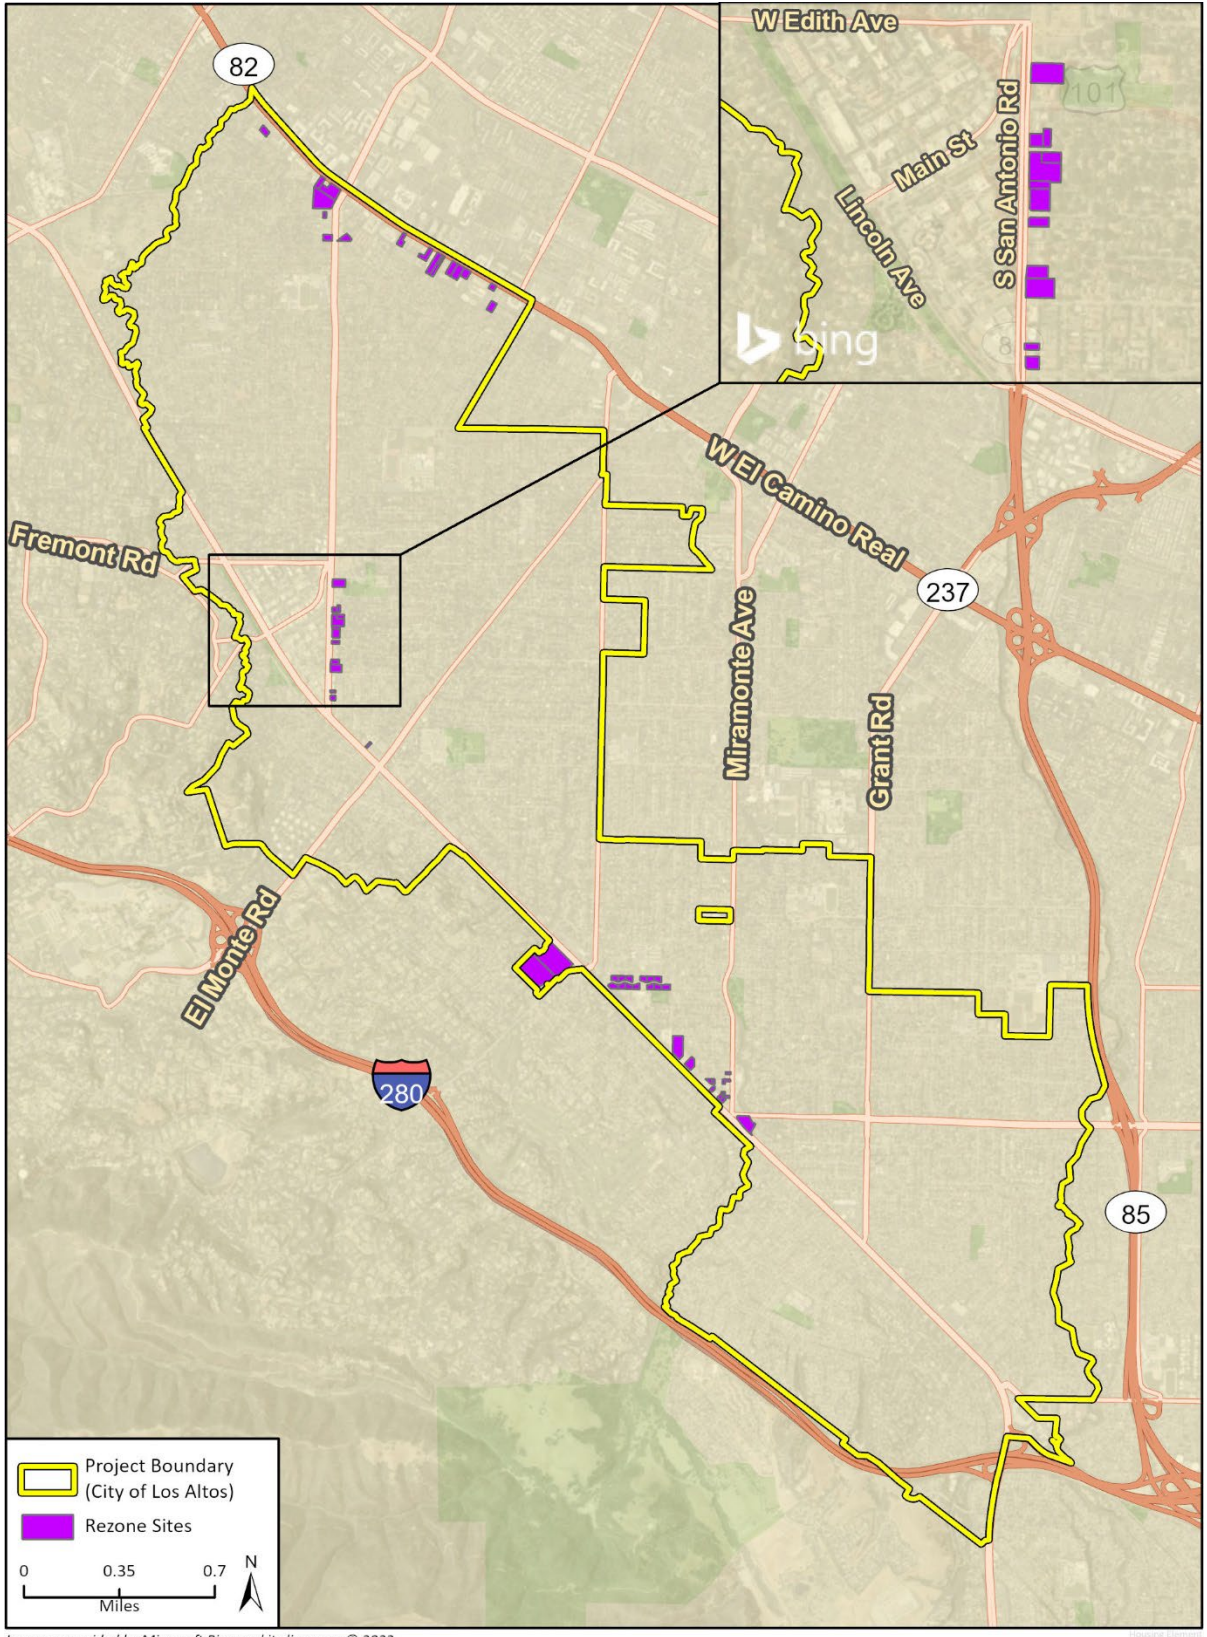 82
W Edith Ave
101
S San Antonio Rd
Main St
Lincoln Ave
8
bing
W El Camino Real
Fremont Rd
237
Miramonte Ave
Grant Rd
El Monte Rd
280
85
Project Boundary
(City of Los Altos)
Rezone Sites
0 0.35 0.7
Miles
N